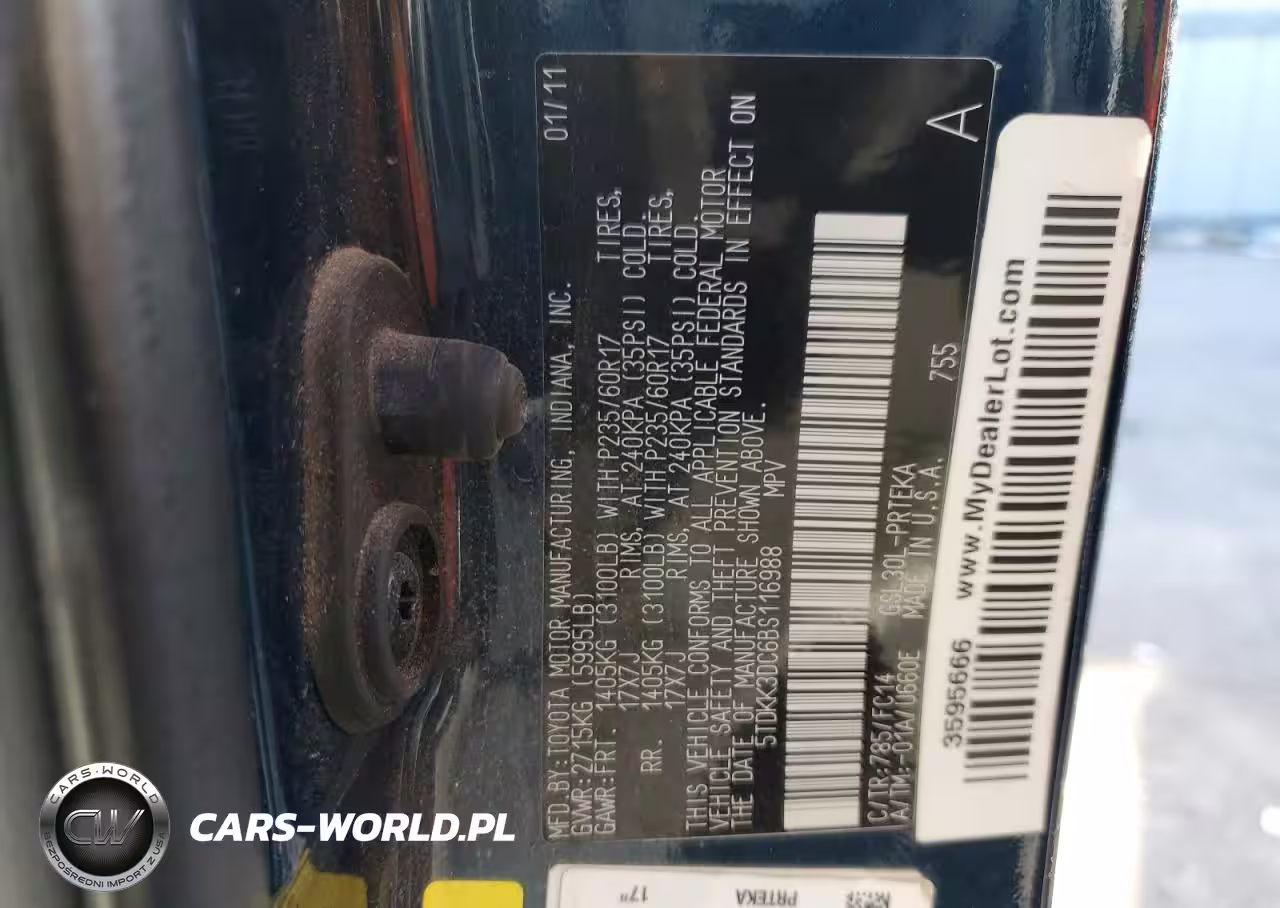 MFD.BY:TOYOTA MOTOR MANUFACTURING, INDIANA, INC. 01/11
GVWR:2715KG (5995LB)
GAWR:FRT. 1405KG (3100LB) WITH P235/60R17 TIRES,
17X7J RIMS, AT 240KPA (35PSI) COLD.
RR. 1405KG (3100LB) WITH P235/60R17 TIRES,
17X7J RIMS, AT 240KPA (35PSI) COLD.
THIS VEHICLE CONFORMS TO ALL APPLICABLE FEDERAL MOTOR
VEHICLE SAFETY AND THEFT PREVENTION STANDARDS IN EFFECT ON
THE DATE OF MANUFACTURE SHOWN ABOVE.
5TDKK3DC6BS116988 MPV
C/TR:785/FC14 GSL30L-PRTEKA 755 A
A/TM:-01A/U660E MADE IN U.S.A.
3595666 www.MyDealerLot.com
17" PRTEKA
CARS-WORLD
CW
BEZPOŚREDNI IMPORT Z USA
CARS-WORLD.PL